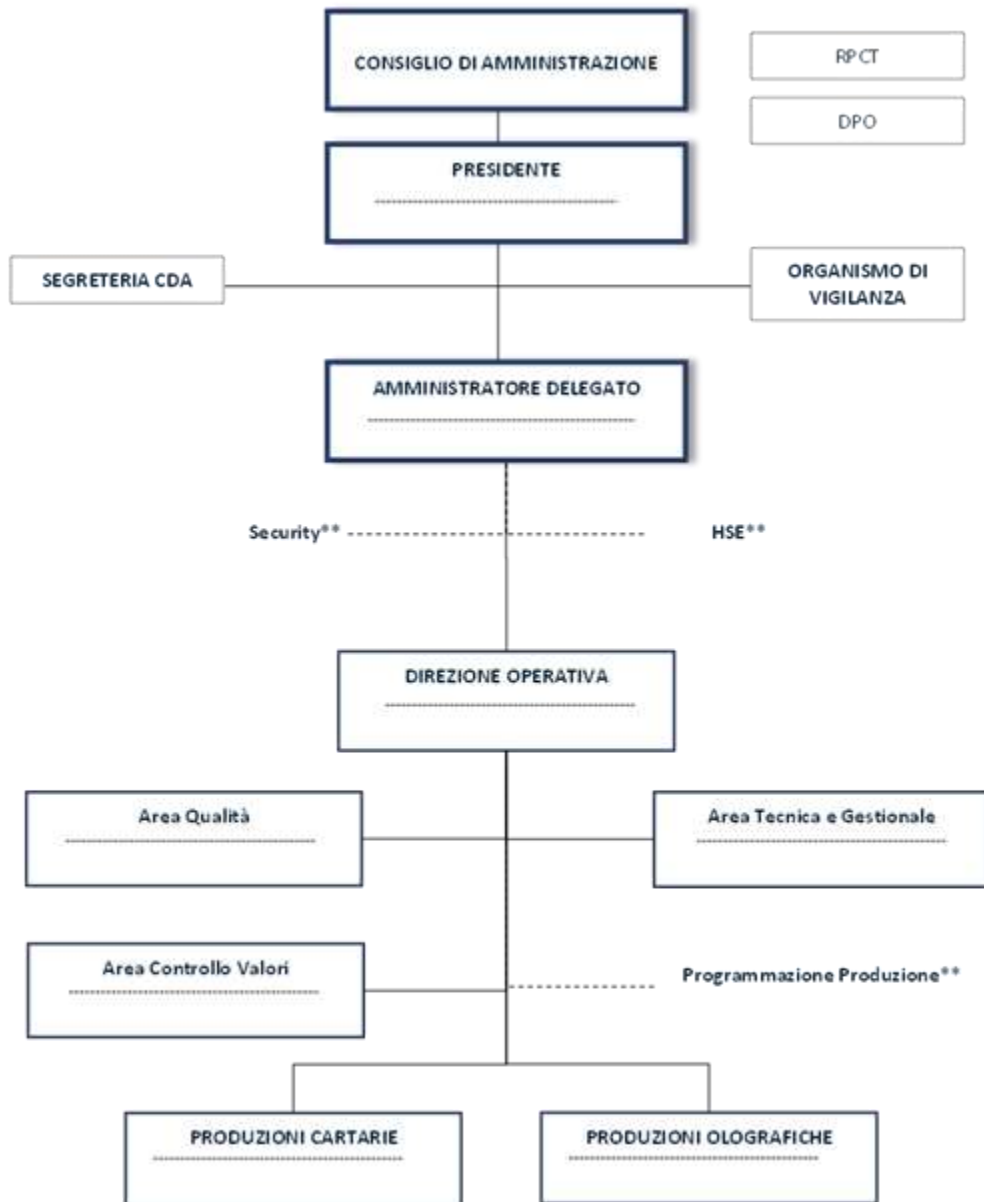 CONSIGLIO DI AMMINISTRAZIONE
RPCT
DPO
PRESIDENTE
SEGRETERIA CDA
ORGANISMO DI
VIGILANZA
AMMINISTRATORE DELEGATO
Security**
HSE**
DIREZIONE OPERATIVA
Area Qualità
Area Tecnica e Gestionale
Area Controllo Valori
Programmazione Produzione**
PRODUZIONI CARTARIE
PRODUZIONI OLOGRAFICHE